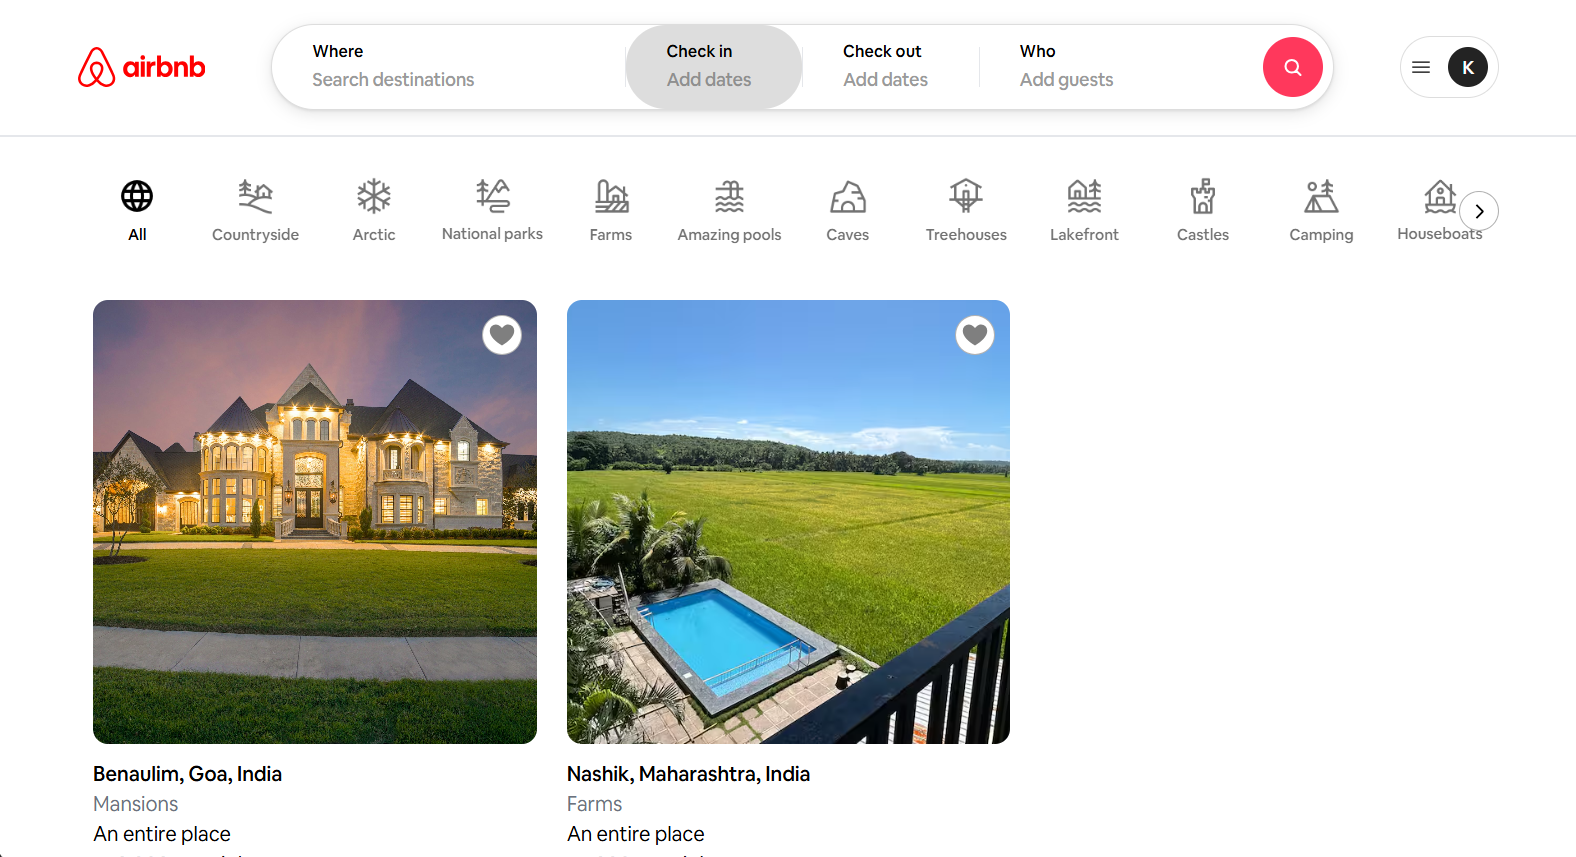 airbnb
Where
Search destinations
Check in
Add dates
Check out
Add dates
Who
Add guests
K
All
Countryside
Arctic
National parks
Farms
Amazing pools
Caves
Treehouses
Lakefront
Castles
Camping
Houseboats
Benaulim, Goa, India
Mansions
An entire place
Nashik, Maharashtra, India
Farms
An entire place